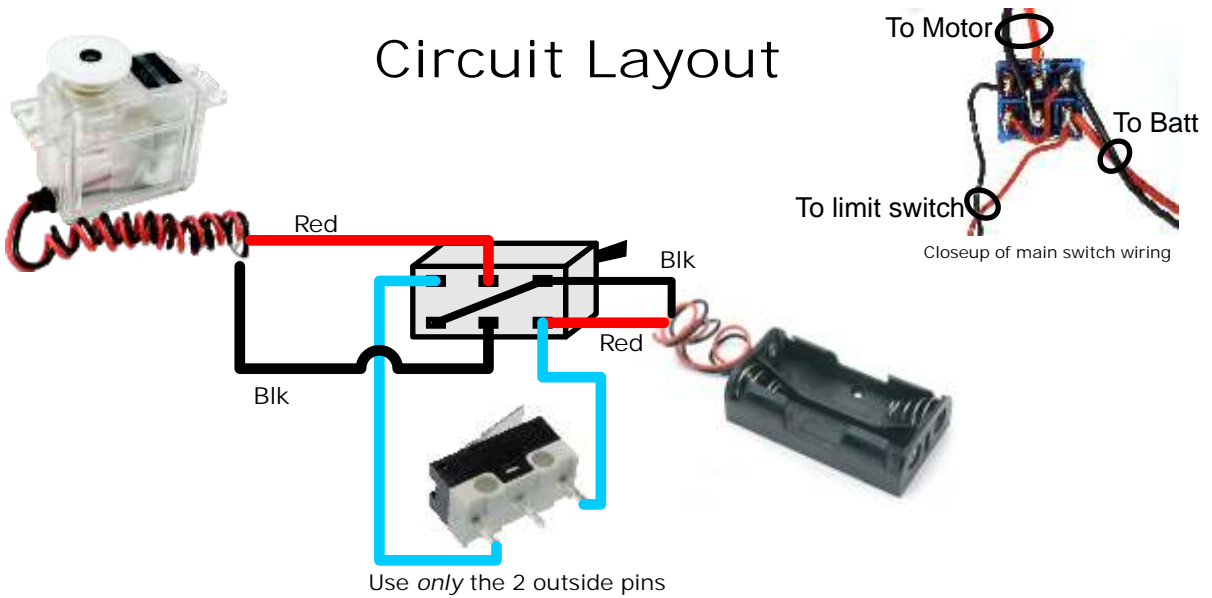 Circuit Layout
To Motor
To Batt
To limit switch
Closeup of main switch wiring
Red
Blk
Red
Blk
Use only the 2 outside pins